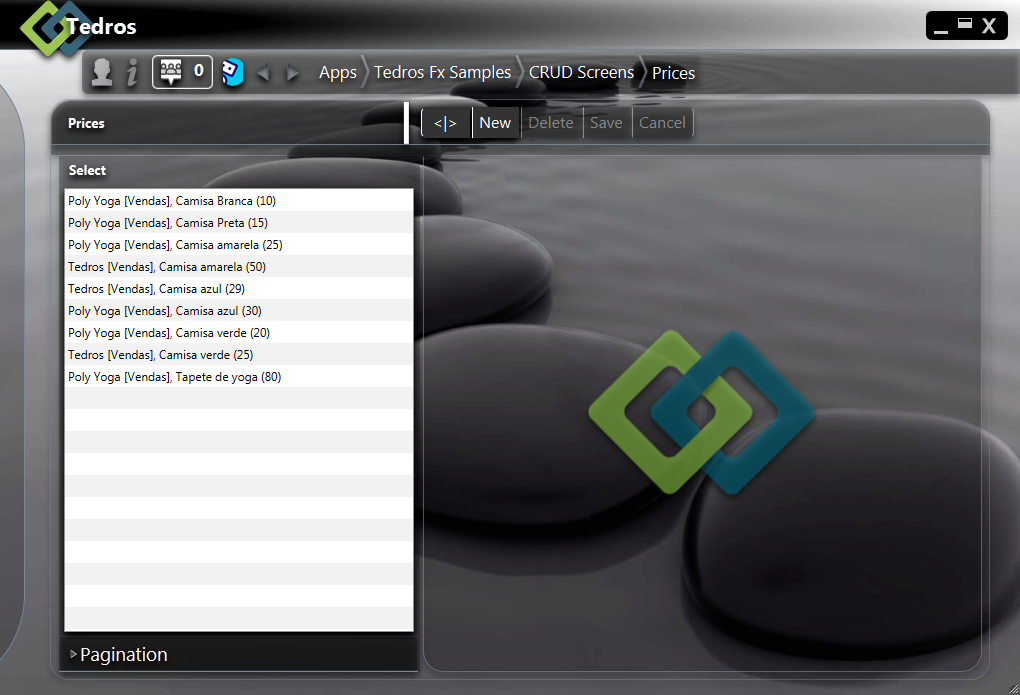 Tedros
X
0
Apps
Tedros Fx Samples
CRUD Screens
Prices
Prices
<|>
New
Delete
Save
Cancel
Select
Poly Yoga [Vendas], Camisa Branca (10)
Poly Yoga [Vendas], Camisa Preta (15)
Poly Yoga [Vendas], Camisa amarela (25)
Tedros [Vendas], Camisa amarela (50)
Tedros [Vendas], Camisa azul (29)
Poly Yoga [Vendas], Camisa azul (30)
Poly Yoga [Vendas], Camisa verde (20)
Tedros [Vendas], Camisa verde (25)
Poly Yoga [Vendas], Tapete de yoga (80)
Pagination